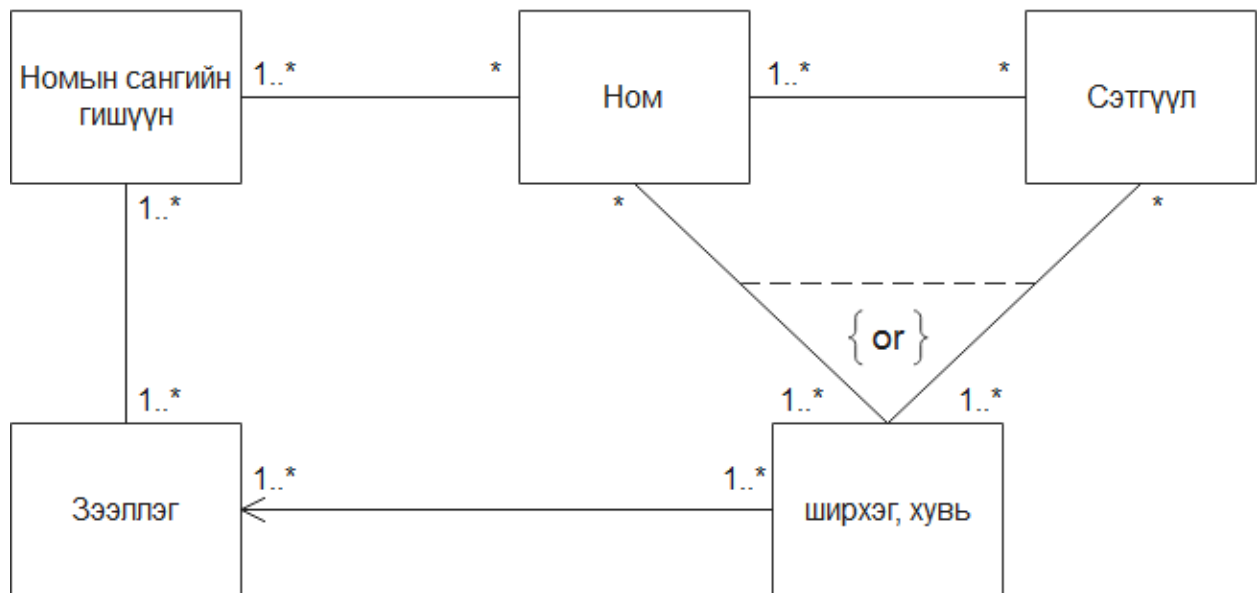 Номын сангийн
гишүүн
1..*
*
Ном
1..*
*
Сэтгүүл
1..*
*
*
{ or }
1..*
1..*
1..*
Зээллэг
1..*
1..*
ширхэг, хувь